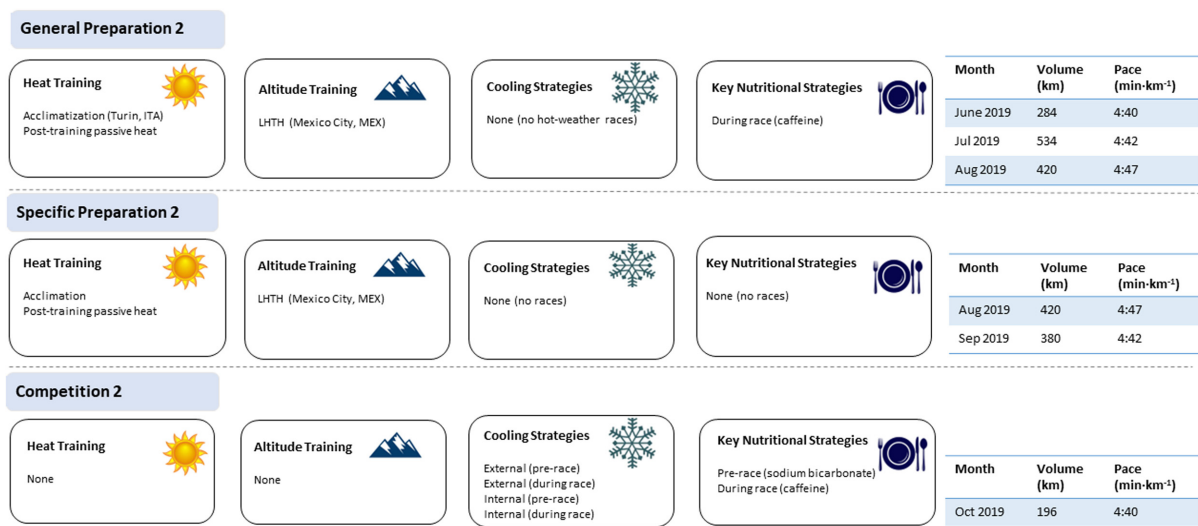 General Preparation 2
Heat Training
Acclimatization (Turin, ITA)
Post-training passive heat
Altitude Training
LHTH (Mexico City, MEX)
Cooling Strategies
None (no hot-weather races)
Key Nutritional Strategies
During race (caffeine)
Month Volume (km) Pace (min·km-1)
June 2019 284 4:40
Jul 2019 534 4:42
Aug 2019 420 4:47
Specific Preparation 2
Heat Training
Acclimation
Post-training passive heat
Altitude Training
LHTH (Mexico City, MEX)
Cooling Strategies
None (no races)
Key Nutritional Strategies
None (no races)
Month Volume (km) Pace (min·km-1)
Aug 2019 420 4:47
Sep 2019 380 4:42
Competition 2
Heat Training
None
Altitude Training
None
Cooling Strategies
External (pre-race)
External (during race)
Internal (pre-race)
Internal (during race)
Key Nutritional Strategies
Pre-race (sodium bicarbonate)
During race (caffeine)
Month Volume (km) Pace (min·km-1)
Oct 2019 196 4:40